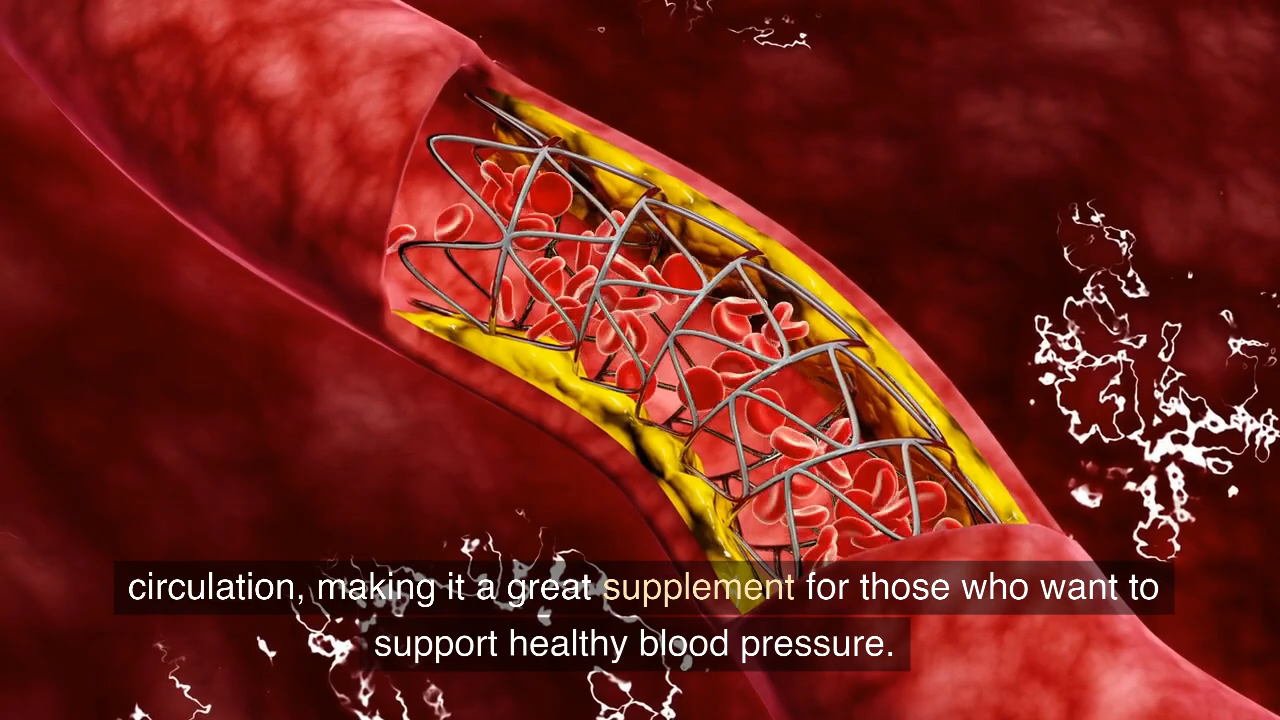 circulation, making it a great supplement for those who want to
support healthy blood pressure.